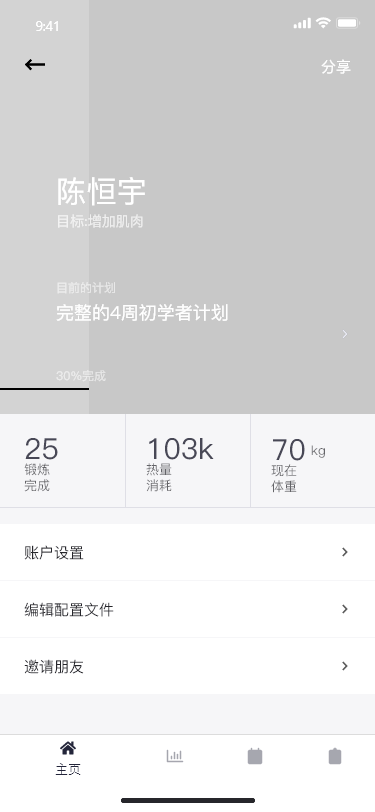 9:41
分享
陈恒宇
目标:增加肌肉
目前的计划
完整的4周初学者计划
30%完成
25
锻炼
完成
103k
热量
消耗
70 kg
现在
体重
账户设置
编辑配置文件
邀请朋友
主页